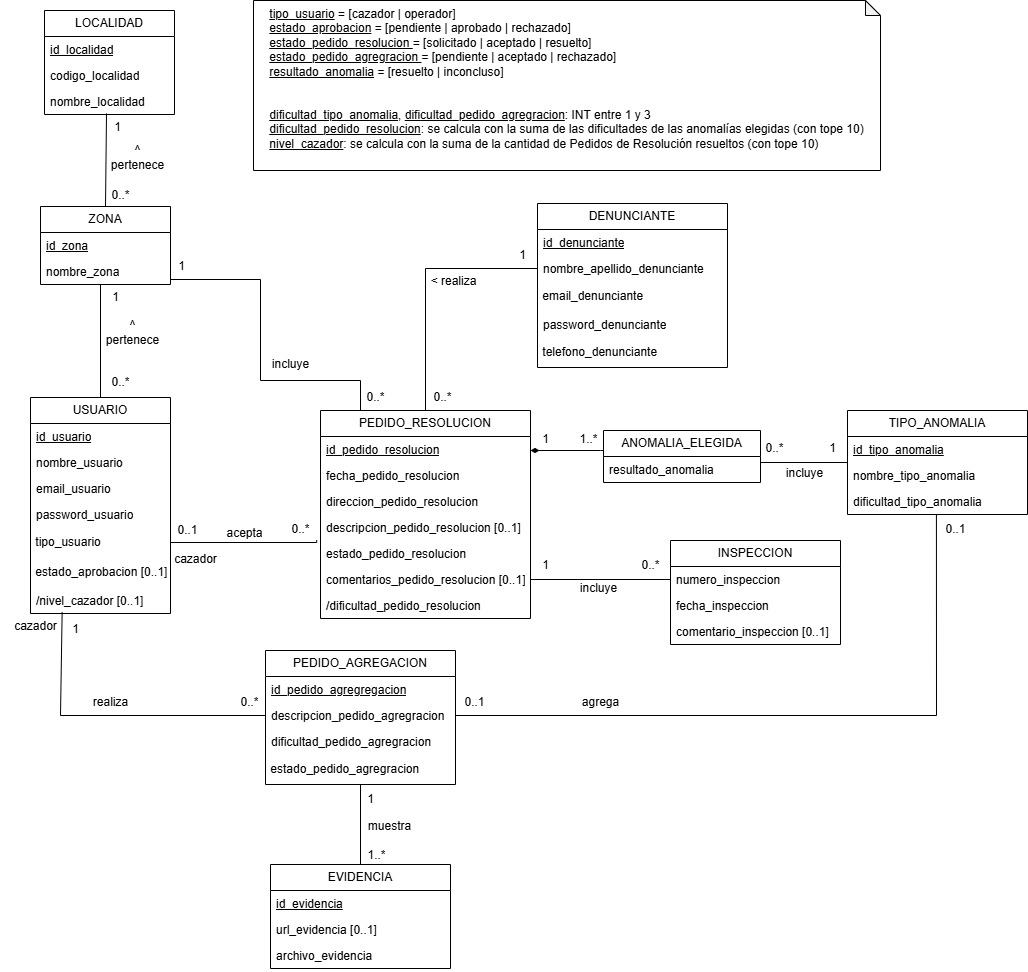 LOCALIDAD
id_localidad
codigo_localidad
nombre_localidad
tipo_usuario = [cazador | operador]
estado_aprobacion = [pendiente | aprobado | rechazado]
estado_pedido_resolucion = [solicitado | aceptado | resuelto]
estado_pedido_agregracion = [pendiente | aceptado | rechazado]
resultado_anomalia = [resuelto | inconcluso]
dificultad_tipo_anomalia, dificultad_pedido_agregracion: INT entre 1 y 3
dificultad_pedido_resolucion: se calcula con la suma de las dificultades de las anomalías elegidas (con tope 10)
nivel_cazador: se calcula con la suma de la cantidad de Pedidos de Resolución resueltos (con tope 10)
1
^
pertenece
0..*
ZONA
id_zona
nombre_zona
1
incluye
0..*
1
^
pertenece
0..*
DENUNCIANTE
id_denunciante
nombre_apellido_denunciante
email_denunciante
password_denunciante
telefono_denunciante
1
< realiza
0..*
USUARIO
id_usuario
nombre_usuario
email_usuario
password_usuario
tipo_usuario
estado_aprobacion [0..1]
/nivel_cazador [0..1]
0..1
acepta
0..*
cazador
PEDIDO_RESOLUCION
id_pedido_resolucion
fecha_pedido_resolucion
direccion_pedido_resolucion
descripcion_pedido_resolucion [0..1]
estado_pedido_resolucion
comentarios_pedido_resolucion [0..1]
/dificultad_pedido_resolucion
1
1..*
ANOMALIA_ELEGIDA
resultado_anomalia
0..*
1
incluye
TIPO_ANOMALIA
id_tipo_anomalia
nombre_tipo_anomalia
dificultad_tipo_anomalia
0..1
1
0..*
incluye
INSPECCION
numero_inspeccion
fecha_inspeccion
comentario_inspeccion [0..1]
cazador
1
realiza
0..*
PEDIDO_AGREGACION
id_pedido_agregregacion
descripcion_pedido_agregracion
dificultad_pedido_agregracion
estado_pedido_agregracion
0..1
agrega
1
muestra
1..*
EVIDENCIA
id_evidencia
url_evidencia [0..1]
archivo_evidencia